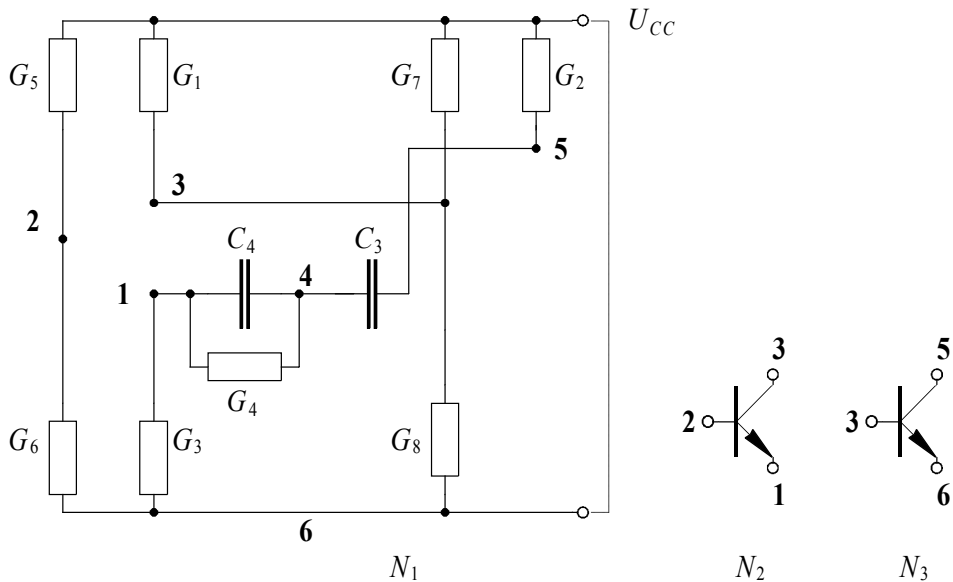 U_CC
G₅ G₁ G₇ G₂
5
3
2
C₄ C₃
4
1
G₄
3 5
G₆ G₃ G₈
2 3
1 6
6
N₁ N₂ N₃